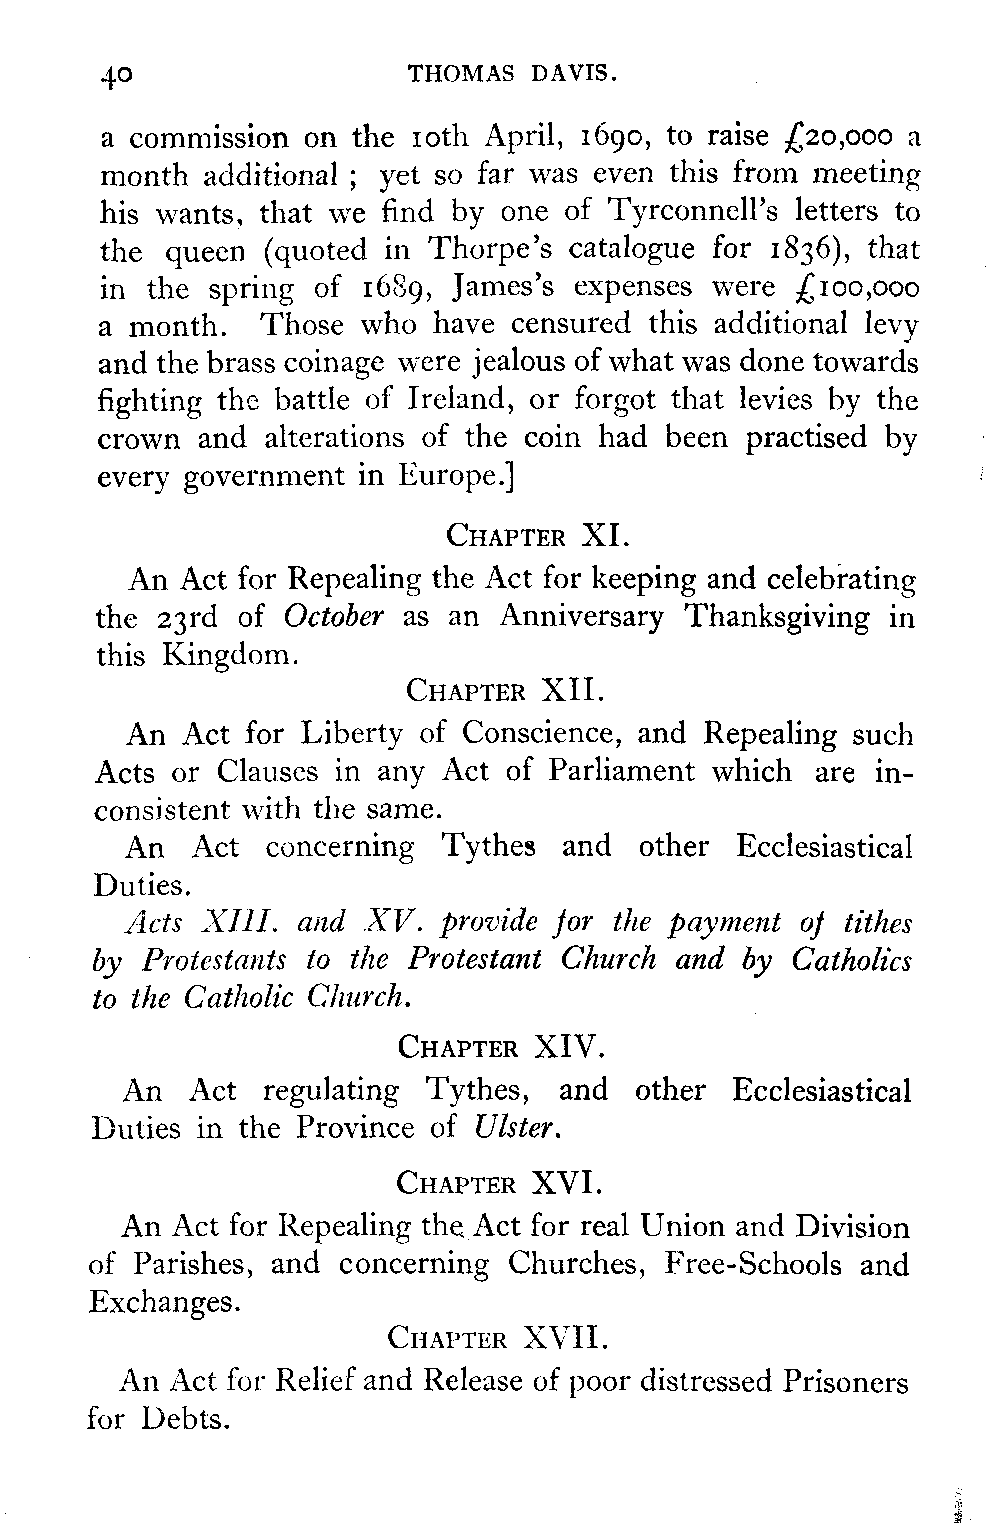 40 THOMAS DAVIS.
a commission on the 10th April, 1690, to raise £20,000 a
month additional ; yet so far was even this from meeting
his wants, that we find by one of Tyrconnell's letters to
the queen (quoted in Thorpe's catalogue for 1836), that
in the spring of 1689, James's expenses were £100,000
a month. Those who have censured this additional levy
and the brass coinage were jealous of what was done towards
fighting the battle of Ireland, or forgot that levies by the
crown and alterations of the coin had been practised by
every government in Europe.]
CHAPTER XI.
An Act for Repealing the Act for keeping and celebrating
the 23rd of October as an Anniversary Thanksgiving in
this Kingdom.
CHAPTER XII.
An Act for Liberty of Conscience, and Repealing such
Acts or Clauses in any Act of Parliament which are in-
consistent with the same.
An Act concerning Tythes and other Ecclesiastical
Duties.
Acts XIII. and XV. provide for the payment of tithes
by Protestants to the Protestant Church and by Catholics
to the Catholic Church.
CHAPTER XIV.
An Act regulating Tythes, and other Ecclesiastical
Duties in the Province of Ulster.
CHAPTER XVI.
An Act for Repealing the Act for real Union and Division
of Parishes, and concerning Churches, Free-Schools and
Exchanges.
CHAPTER XVII.
An Act for Relief and Release of poor distressed Prisoners
for Debts.